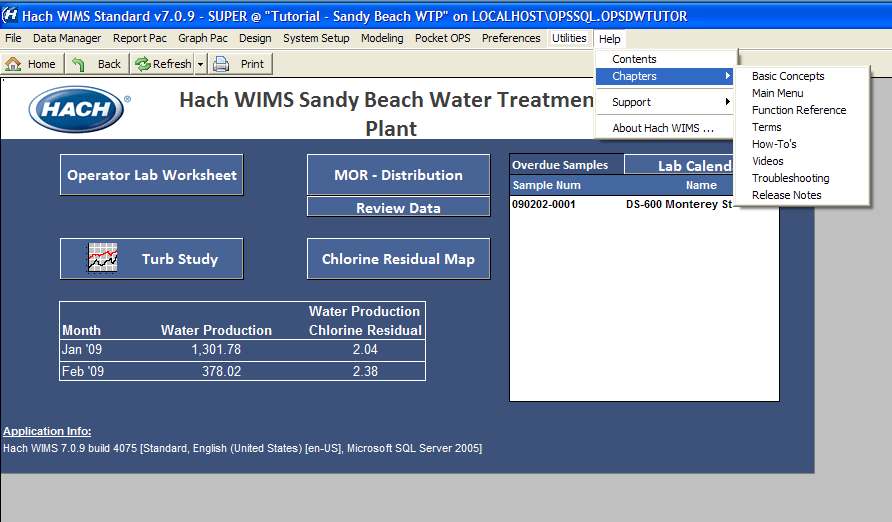 Hach WIMS Standard v7.0.9 - SUPER @ "Tutorial - Sandy Beach WTP" on LOCALHOST\OPSSQL.OPSDWTUTOR
File Data Manager Report Pac Graph Pac Design System Setup Modeling Pocket OPS Preferences Utilities Help
Home Back Refresh Print
Contents
Chapters
Support
About Hach WIMS ...
Basic Concepts
Main Menu
Function Reference
Terms
How-To's
Videos
Troubleshooting
Release Notes
HACH ®
Hach WIMS Sandy Beach Water Treatmen
Plant
Operator Lab Worksheet
MOR - Distribution
Review Data
Turb Study
Chlorine Residual Map
Overdue Samples Lab Calend
Sample Num Name
090202-0001 DS-600 Monterey St
Water Production
Month Water Production Chlorine Residual
Jan '09 1,301.78 2.04
Feb '09 378.02 2.38
Application Info:
Hach WIMS 7.0.9 build 4075 [Standard, English (United States) [en-US], Microsoft SQL Server 2005]